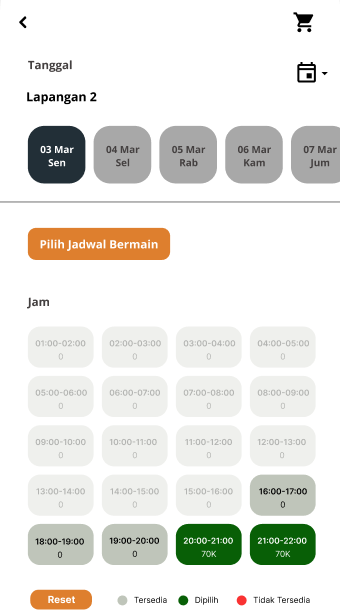 Tanggal
Lapangan 2
03 Mar 04 Mar 05 Mar 06 Mar 07 Mar
Sen Sel Rab Kam Jum
Pilih Jadwal Bermain
Jam
01:00-02:00 02:00-03:00 03:00-04:00 04:00-05:00
0 0 0 0
05:00-06:00 06:00-07:00 07:00-08:00 08:00-09:00
0 0 0 0
09:00-10:00 10:00-11:00 11:00-12:00 12:00-13:00
0 0 0 0
13:00-14:00 14:00-15:00 15:00-16:00 16:00-17:00
0 0 0 0
18:00-19:00 19:00-20:00 20:00-21:00 21:00-22:00
0 0 70K 70K
Reset Tersedia Dipilih Tidak Tersedia